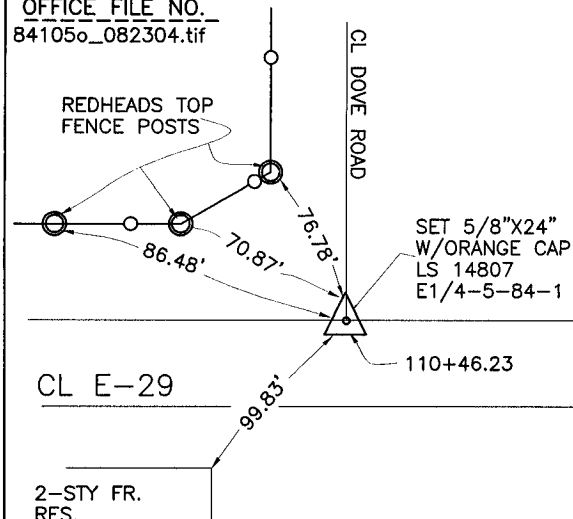 OFFICE FILE NO.
84105o_082304.tif
REDHEADS TOP
FENCE POSTS
CL DOVE ROAD
76.78'
70.87'
86.48'
SET 5/8"X24"
W/ORANGE CAP
LS 14807
E1/4-5-84-1
110+46.23
CL E-29
99.83'
2-STY FR.
RES.